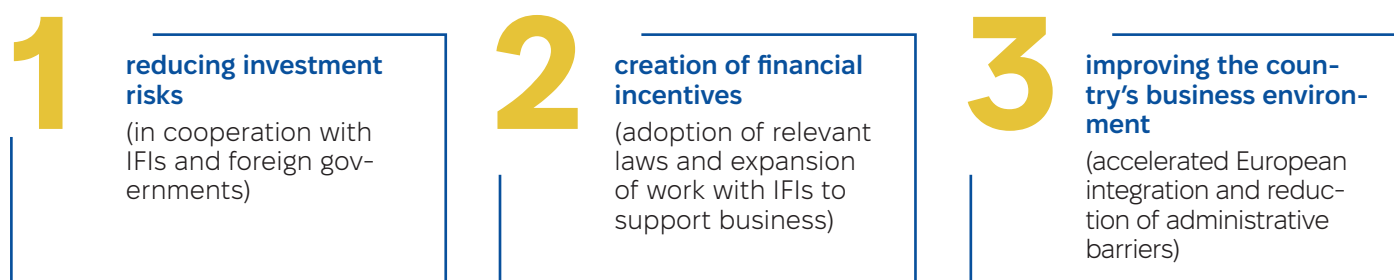 1
reducing investment
risks
(in cooperation with
IFIs and foreign gov-
ernments)
2
creation of financial
incentives
(adoption of relevant
laws and expansion
of work with IFIs to
support business)
3
improving the coun-
try's business environ-
ment
(accelerated European
integration and reduc-
tion of administrative
barriers)